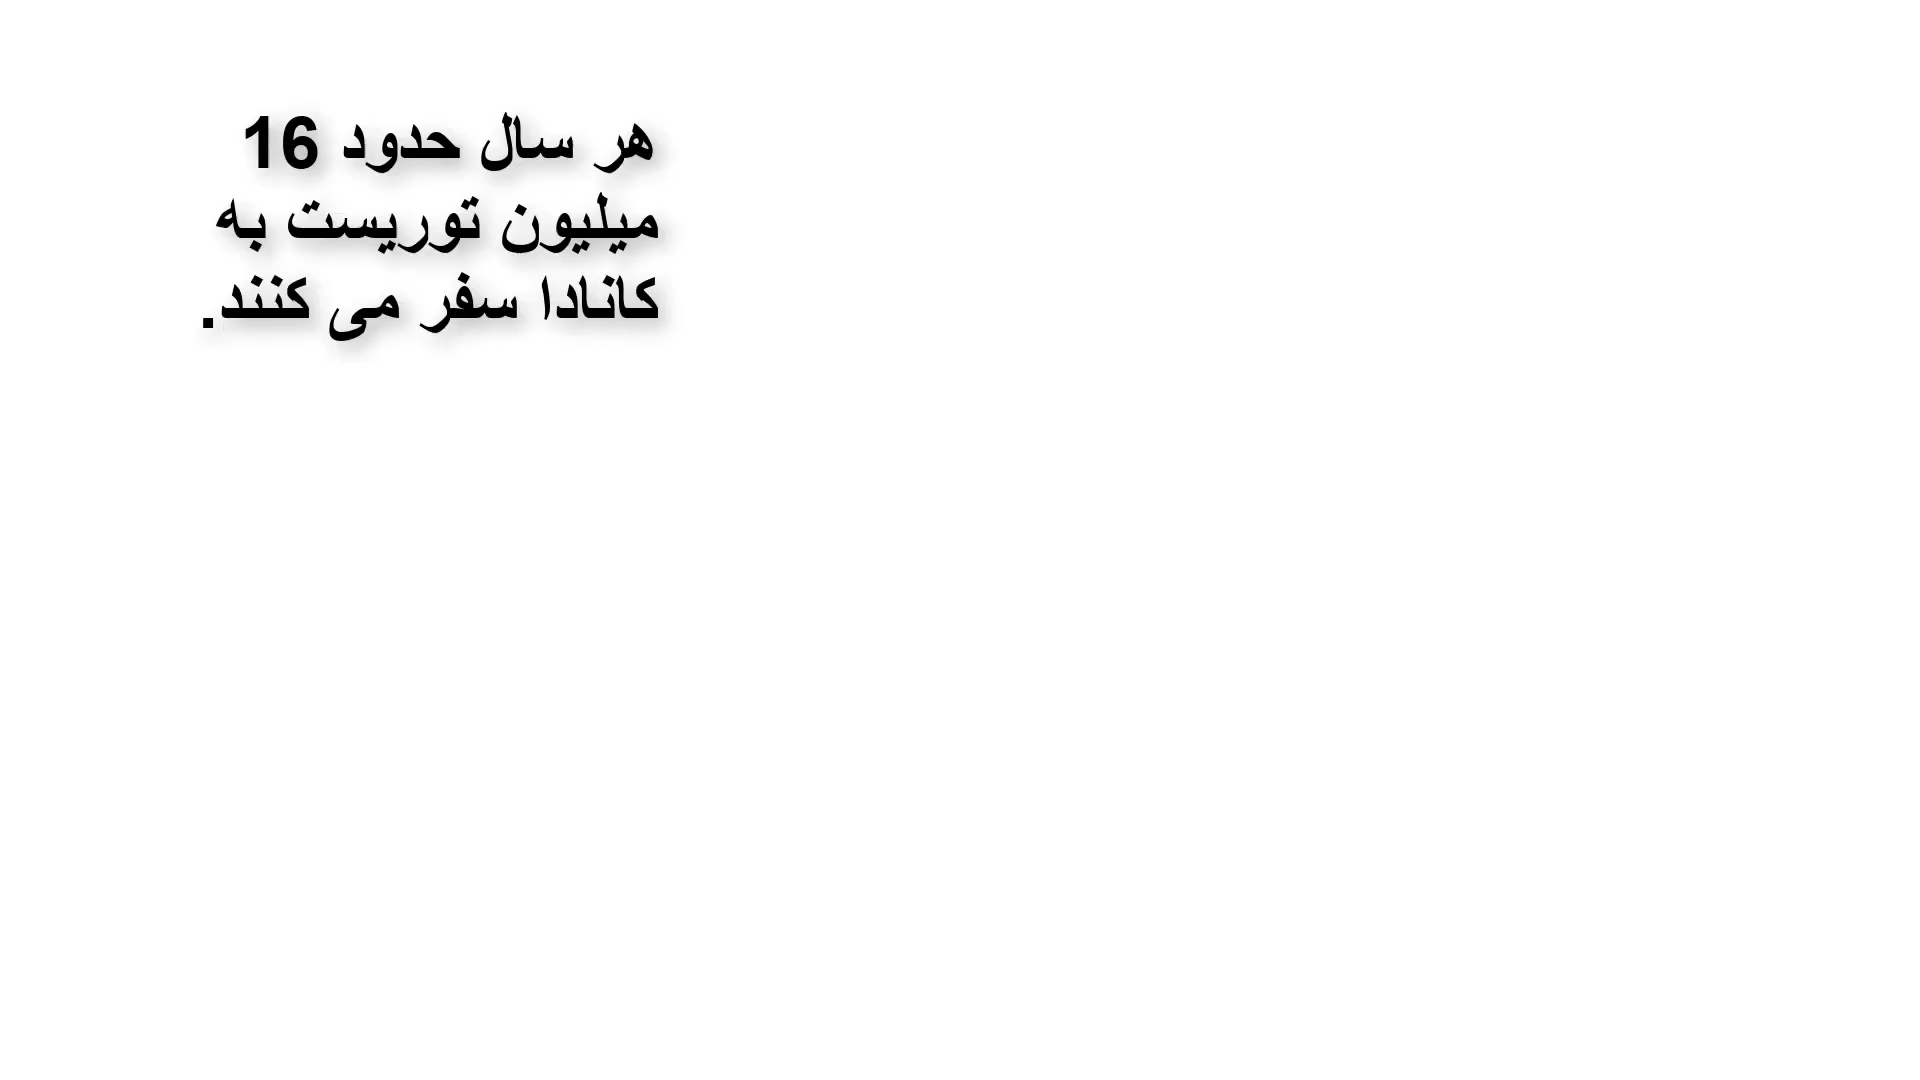 هر سال حدود 16
میلیون توریست به
کانادا سفر می کنند.